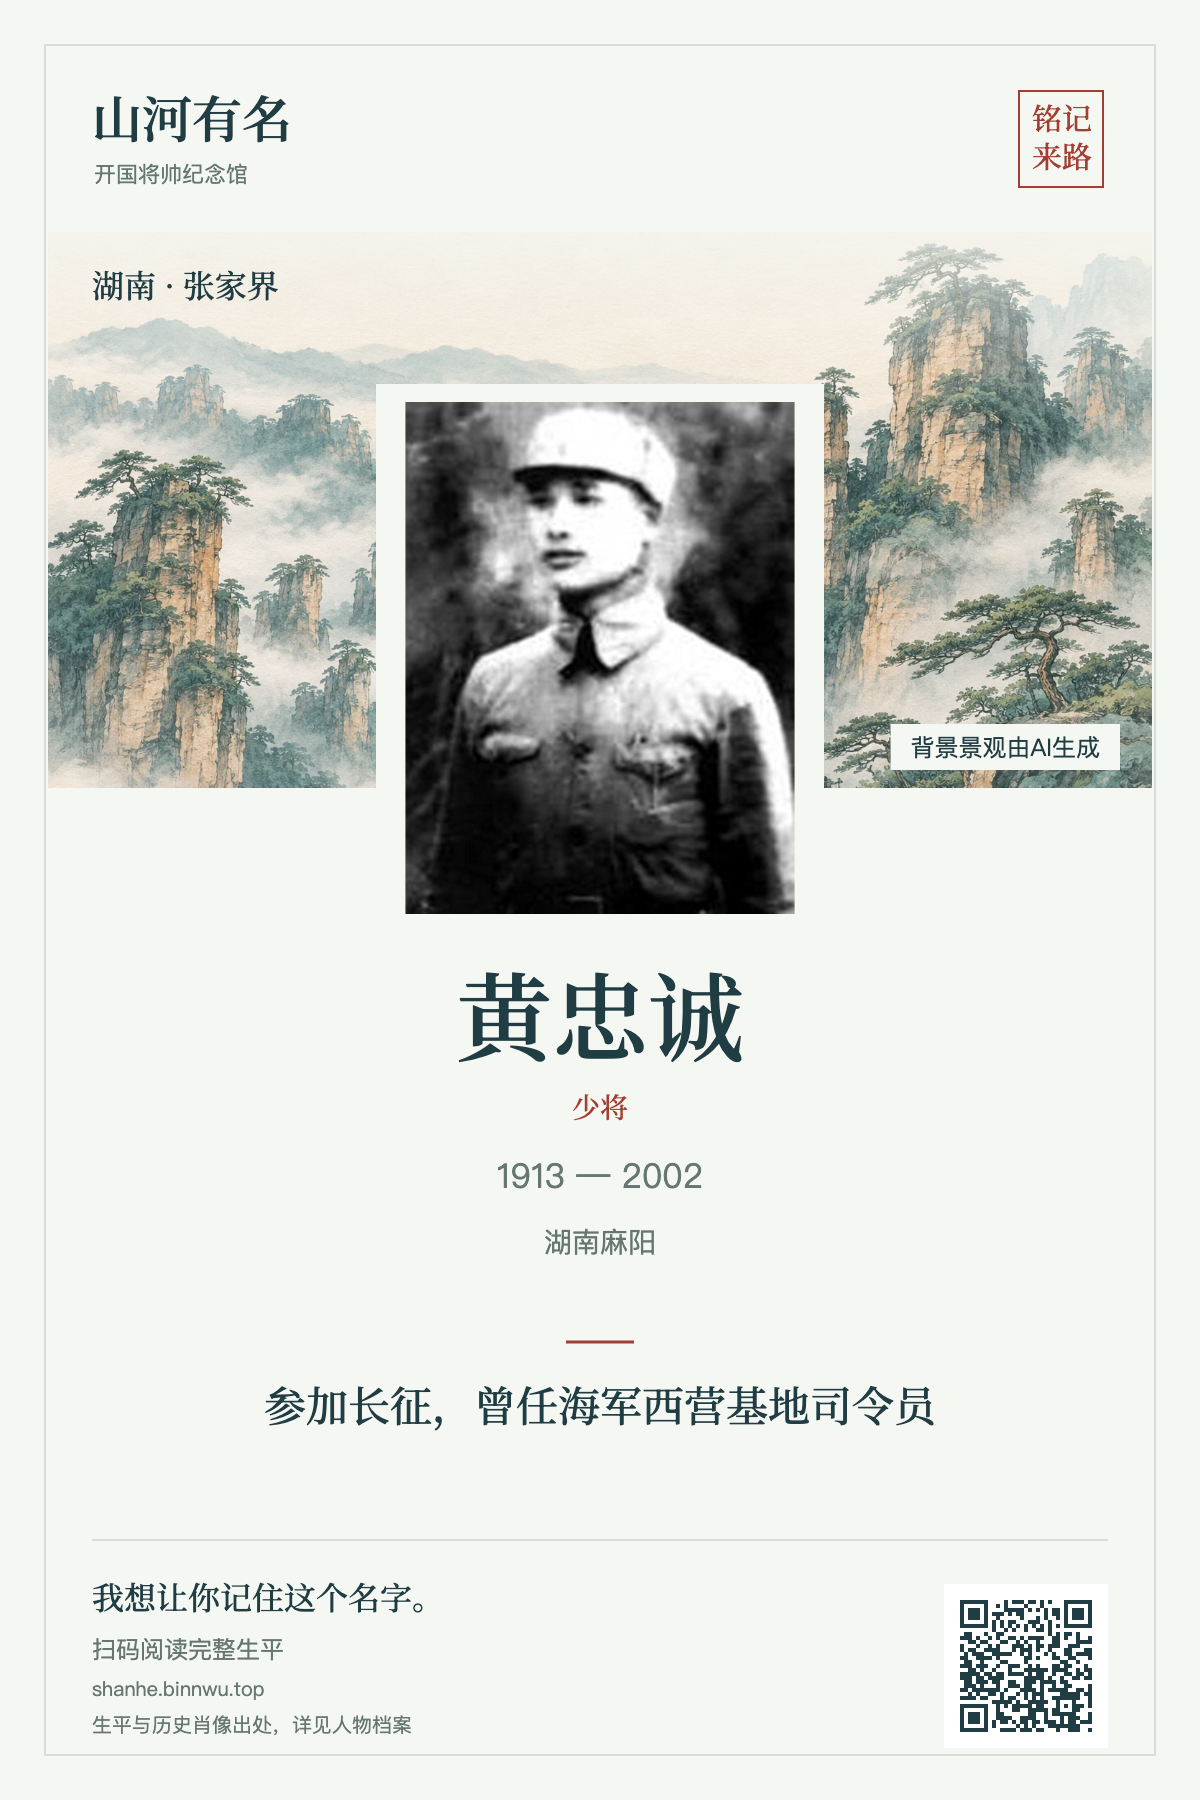 山河有名
开国将帅纪念馆
铭记
来路
湖南·张家界
背景景观由AI生成
黄忠诚
少将
1913 — 2002
湖南麻阳
参加长征，曾任海军西营基地司令员
我想让你记住这个名字。
扫码阅读完整生平
shanhe.binnwu.top
生平与历史肖像出处，详见人物档案